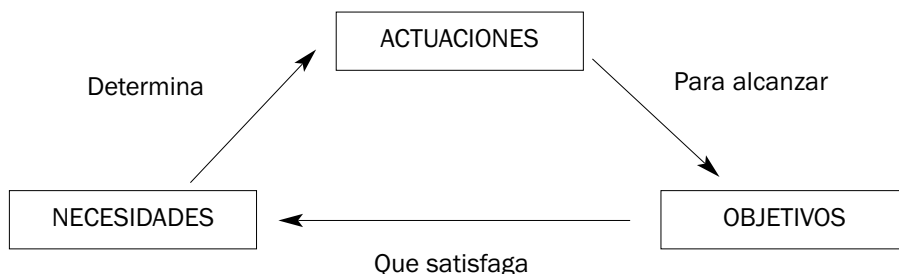 ACTUACIONES
Determina
Para alcanzar
NECESIDADES
OBJETIVOS
Que satisfaga